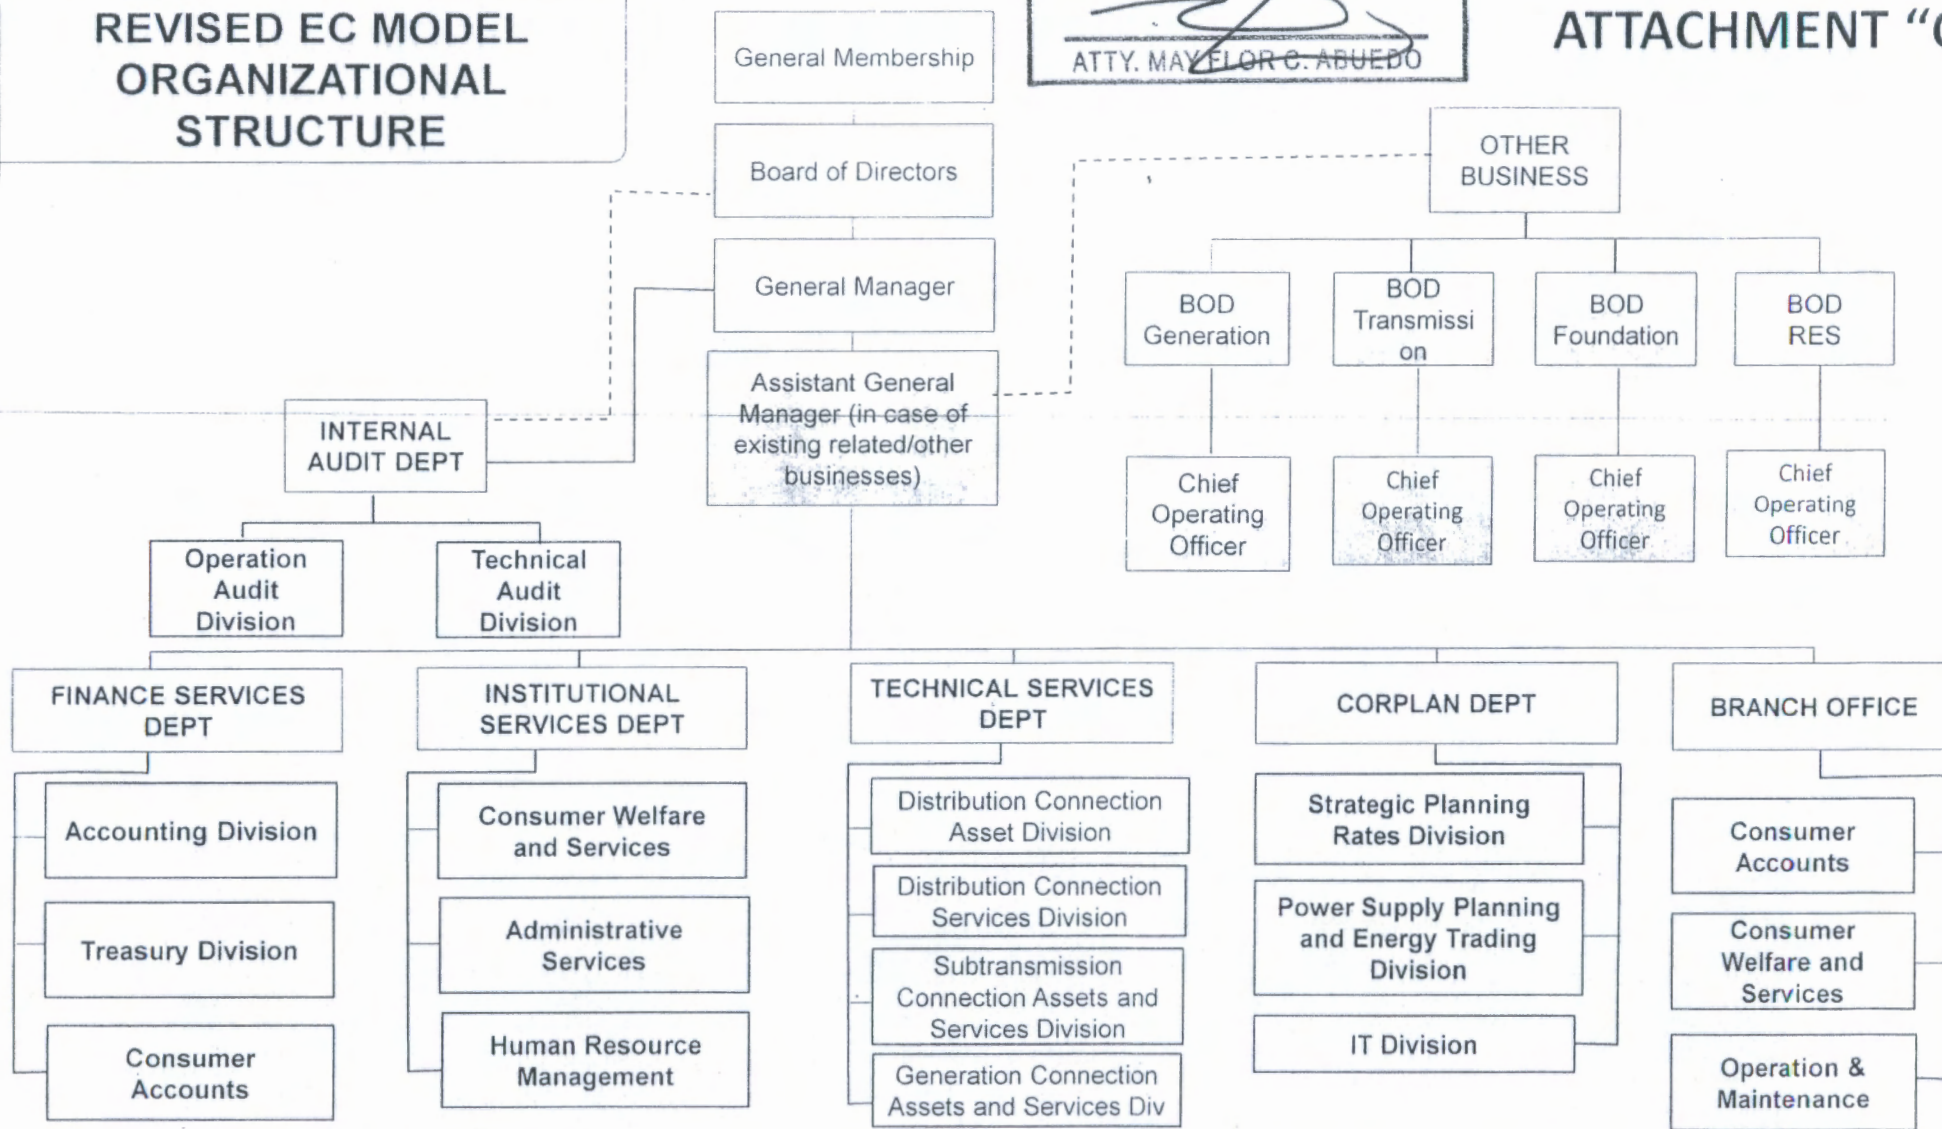 REVISED EC MODEL
ORGANIZATIONAL
STRUCTURE
ATTY. MAY FLOR C. ABUEDO
ATTACHMENT "
General Membership
Board of Directors
General Manager
Assistant General
Manager (in case of
existing related/other
businesses)
OTHER
BUSINESS
BOD
Generation
BOD
Transmissi
on
BOD
Foundation
BOD
RES
Chief
Operating
Officer
Chief
Operating
Officer
Chief
Operating
Officer
Chief
Operating
Officer
INTERNAL
AUDIT DEPT
Operation
Audit
Division
Technical
Audit
Division
FINANCE SERVICES
DEPT
Accounting Division
Treasury Division
Consumer
Accounts
INSTITUTIONAL
SERVICES DEPT
Consumer Welfare
and Services
Administrative
Services
Human Resource
Management
TECHNICAL SERVICES
DEPT
Distribution Connection
Asset Division
Distribution Connection
Services Division
Subtransmission
Connection Assets and
Services Division
Generation Connection
Assets and Services Div
CORPLAN DEPT
Strategic Planning
Rates Division
Power Supply Planning
and Energy Trading
Division
IT Division
BRANCH OFFICE
Consumer
Accounts
Consumer
Welfare and
Services
Operation &
Maintenance